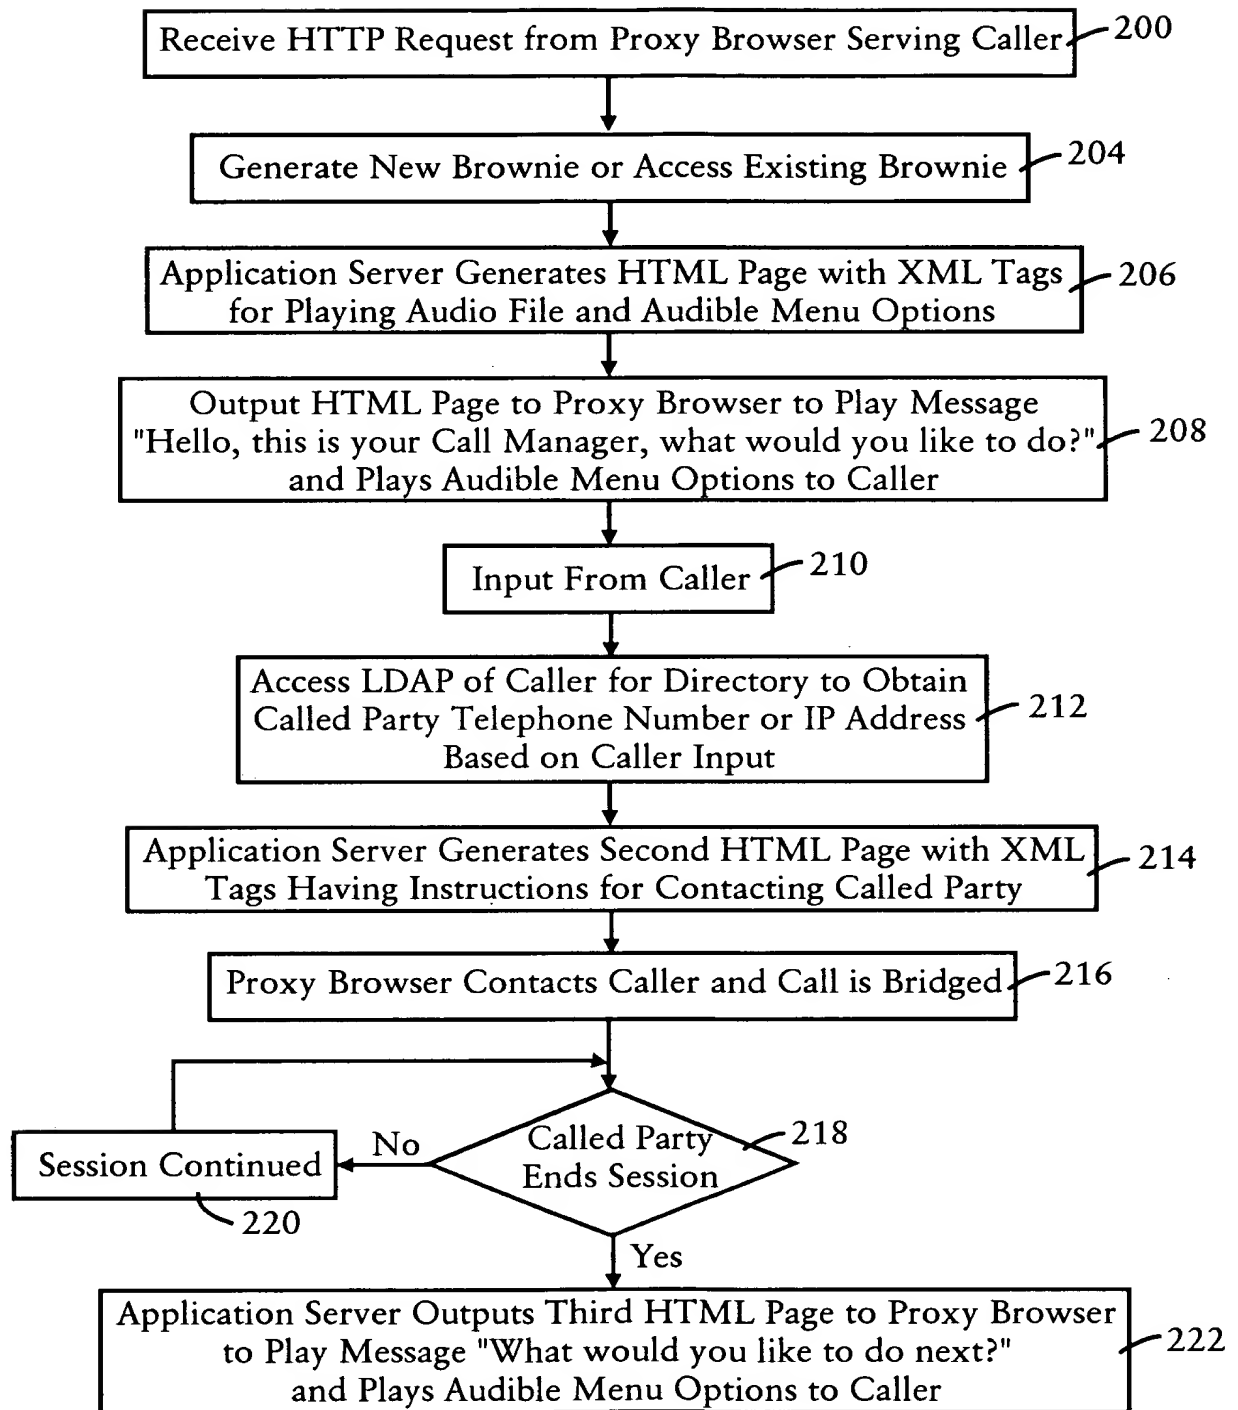 Receive HTTP Request from Proxy Browser Serving Caller
200
Generate New Brownie or Access Existing Brownie
204
Application Server Generates HTML Page with XML Tags
for Playing Audio File and Audible Menu Options
206
Output HTML Page to Proxy Browser to Play Message
"Hello, this is your Call Manager, what would you like to do?"
and Plays Audible Menu Options to Caller
208
Input From Caller
210
Access LDAP of Caller for Directory to Obtain
Called Party Telephone Number or IP Address
Based on Caller Input
212
Application Server Generates Second HTML Page with XML
Tags Having Instructions for Contacting Called Party
214
Proxy Browser Contacts Caller and Call is Bridged
216
Called Party
Ends Session
218
No
Session Continued
220
Yes
Application Server Outputs Third HTML Page to Proxy Browser
to Play Message "What would you like to do next?"
and Plays Audible Menu Options to Caller
222